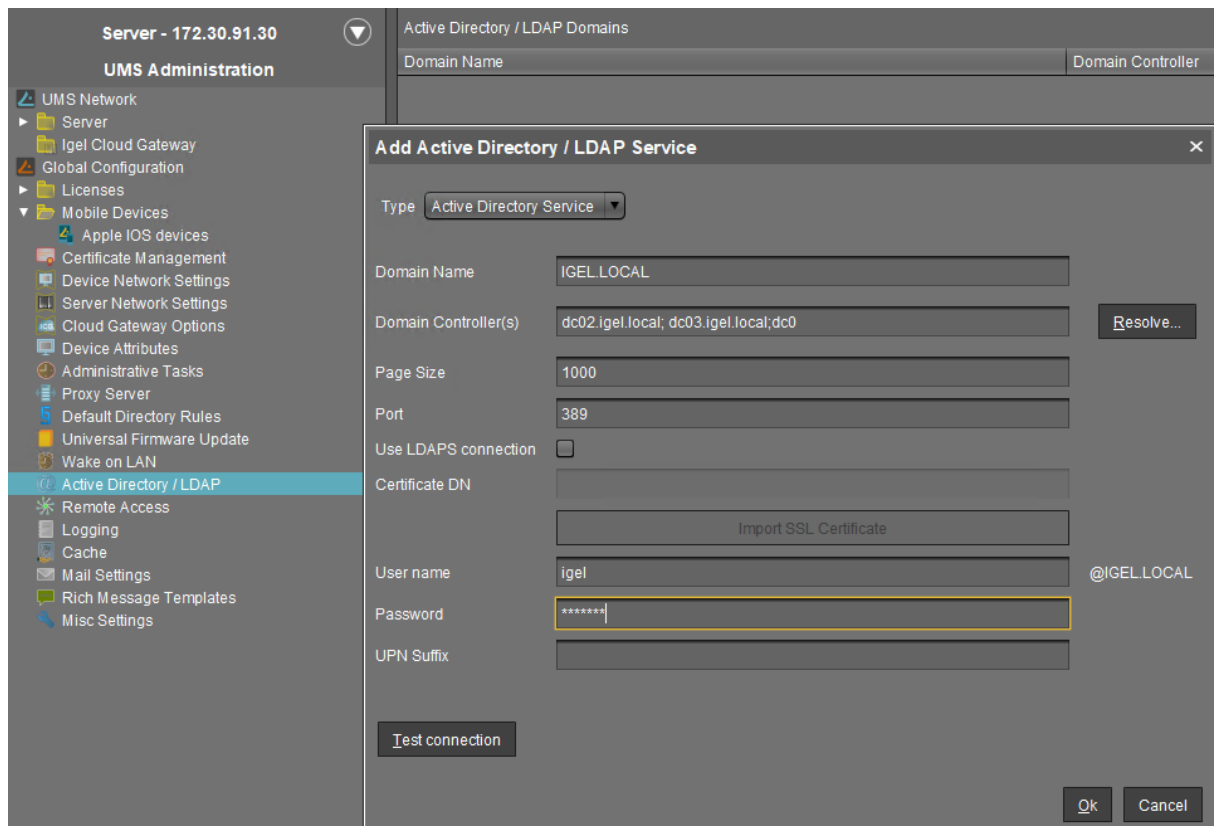 Server - 172.30.91.30
UMS Administration
UMS Network
Server
Igel Cloud Gateway
Global Configuration
Licenses
Mobile Devices
Apple IOS devices
Certificate Management
Device Network Settings
Server Network Settings
Cloud Gateway Options
Device Attributes
Administrative Tasks
Proxy Server
Default Directory Rules
Universal Firmware Update
Wake on LAN
Active Directory / LDAP
Remote Access
Logging
Cache
Mail Settings
Rich Message Templates
Misc Settings
Active Directory / LDAP Domains
Domain Name Domain Controller
Add Active Directory / LDAP Service
Type Active Directory Service
Domain Name IGEL.LOCAL
Domain Controller(s) dc02.igel.local; dc03.igel.local;dc0 Resolve...
Page Size 1000
Port 389
Use LDAPS connection
Certificate DN
Import SSL Certificate
User name igel @IGEL.LOCAL
Password *******
UPN Suffix
Test connection
Ok Cancel